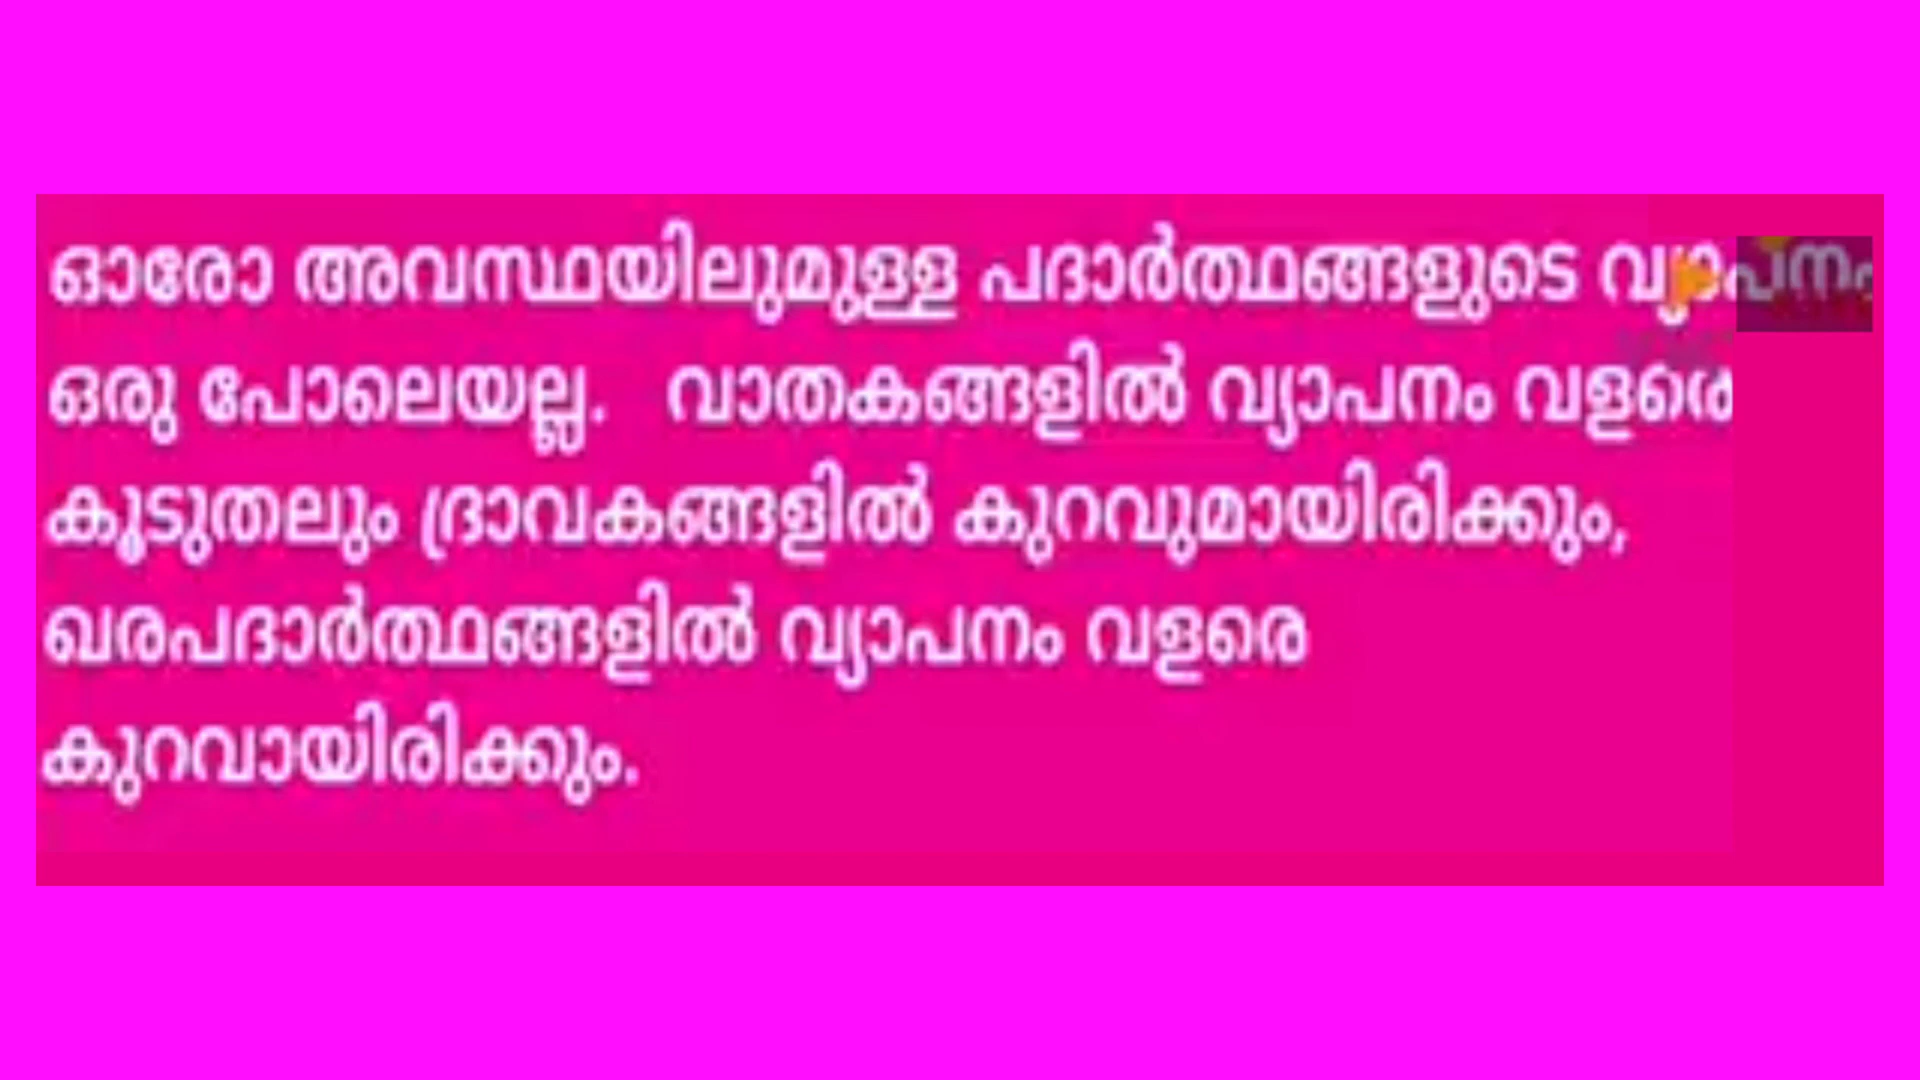 ഓരോ അവസ്ഥയിലുമുള്ള പദാർത്ഥങ്ങളുടെ വ്യാപനം
ഒരു പോലെയല്ല. വാതകങ്ങളിൽ വ്യാപനം വളരെ
കൂടുതലും ദ്രാവകങ്ങളിൽ കുറവുമായിരിക്കും,
ഖരപദാർത്ഥങ്ങളിൽ വ്യാപനം വളരെ
കുറവായിരിക്കും.